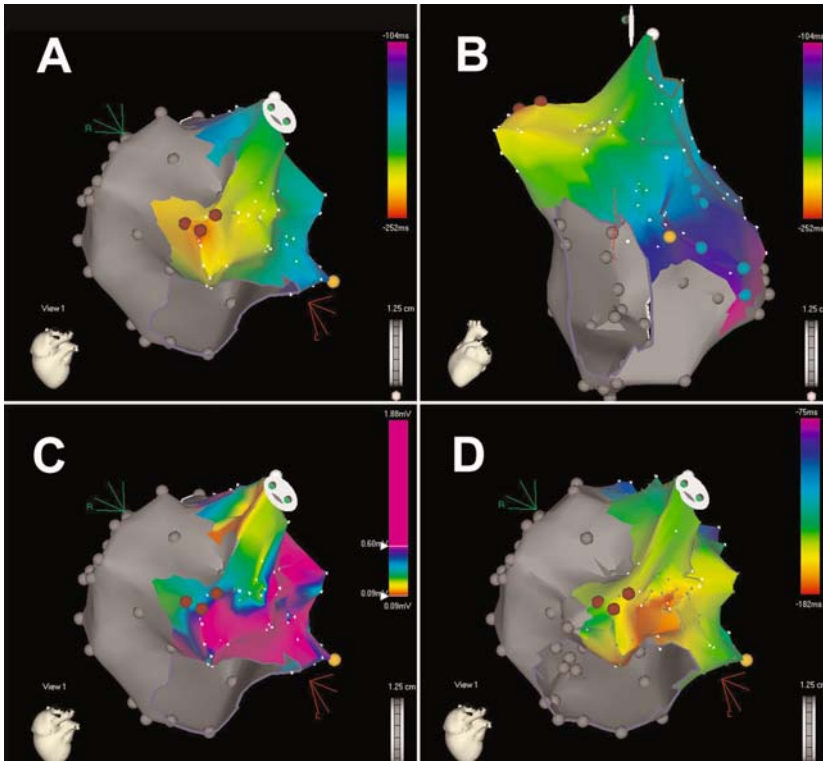 A
-104ms
R
-252ms
View 1
1.25 cm
B
-104ms
-252ms
1.25 cm
C
1.88mV
R
0.60mV
0.09mV
0.09mV
View 1
1.25 cm
D
-75ms
R
-182ms
View 1
1.25 cm